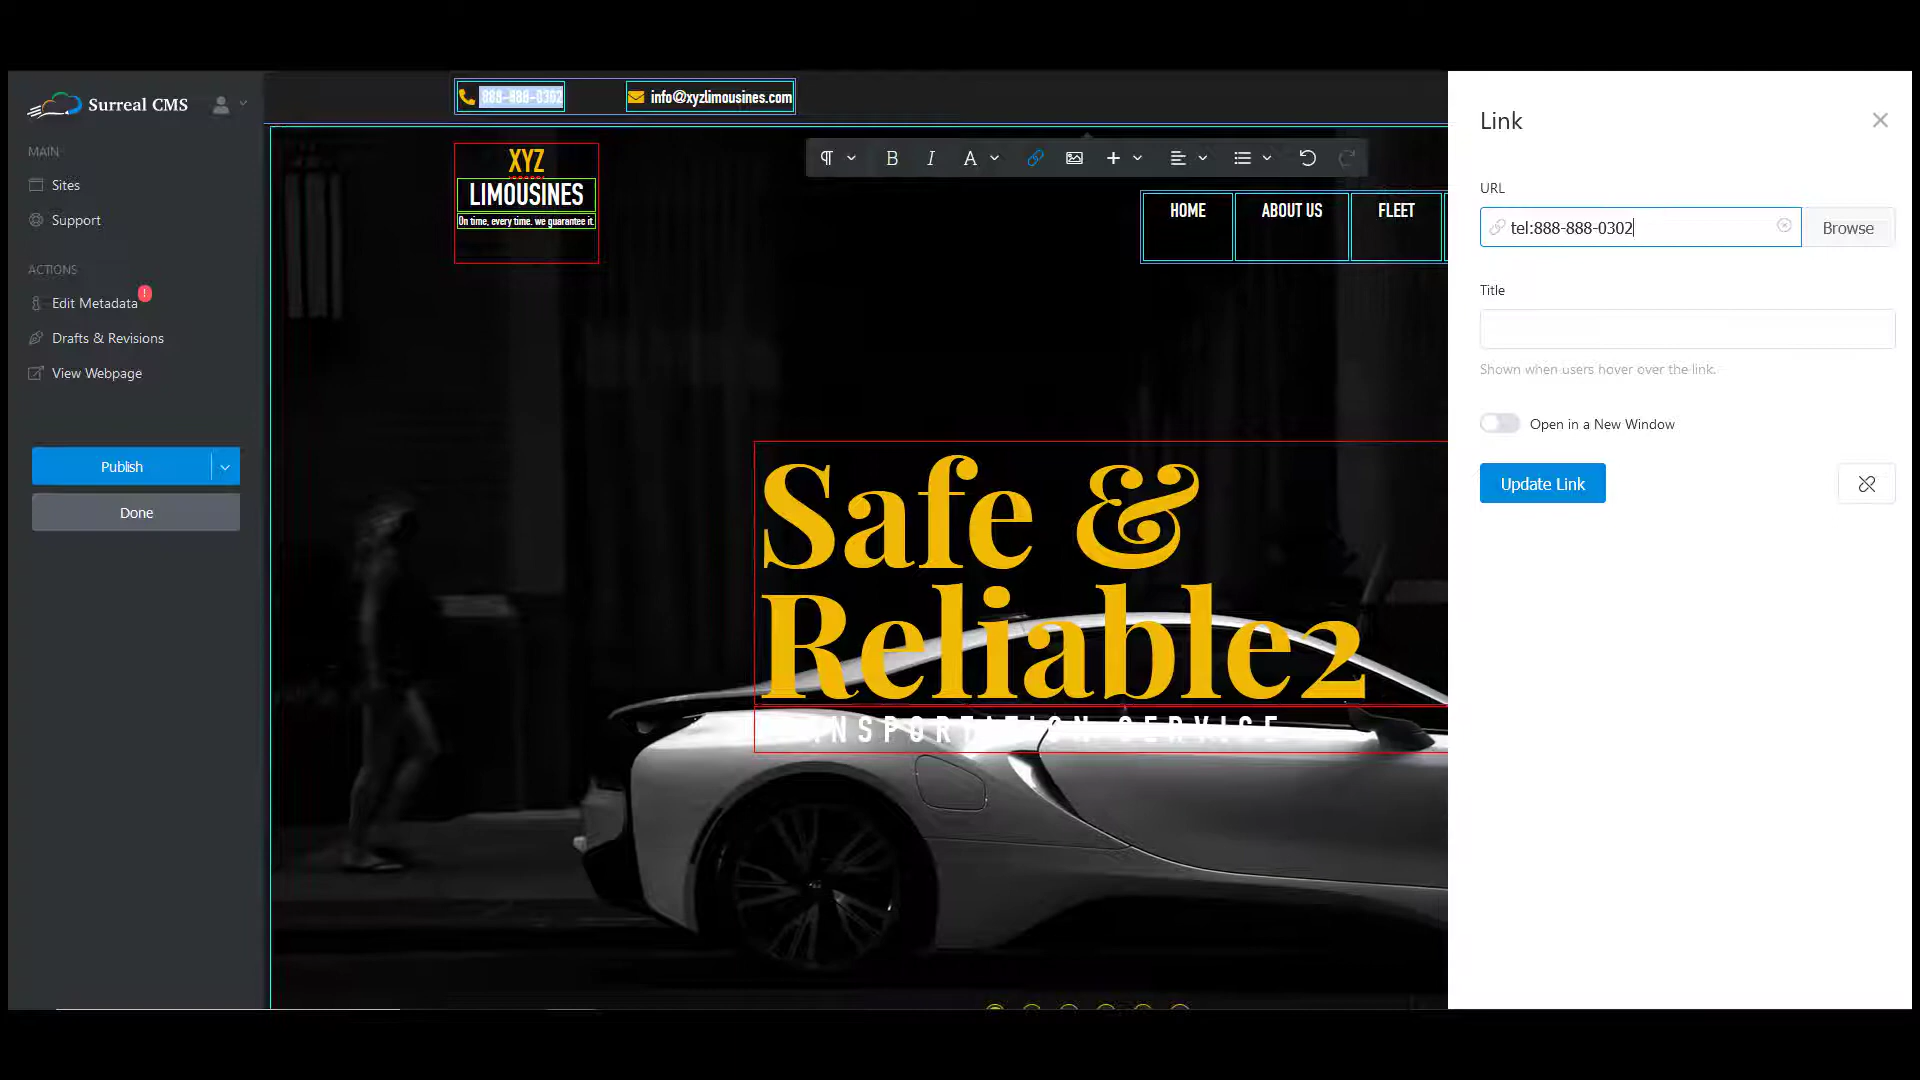 Surreal CMS
MAIN
Sites
Support
ACTIONS
Edit Metadata
!
Drafts & Revisions
View Webpage
Publish
Done
888-888-0302
info@xyzlimousines.com
XYZ
LIMOUSINES
On time, every time. we guarantee it.
B I A
HOME
ABOUT US
FLEET
Safe &
Reliable2
SERVICE
Link
URL
tel:888-888-0302
Browse
Title
Shown when users hover over the link.
Open in a New Window
Update Link